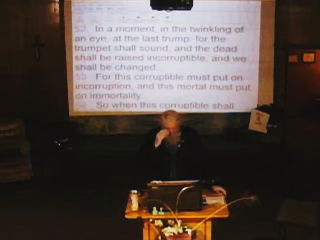 52 In a moment, in the twinkling of
an eye, at the last trump: for the
trumpet shall sound, and the dead
shall be raised incorruptible, and we
shall be changed.
53 For this corruptible must put on
incorruption, and this mortal must put
on immortality.
54 So when this corruptible shall